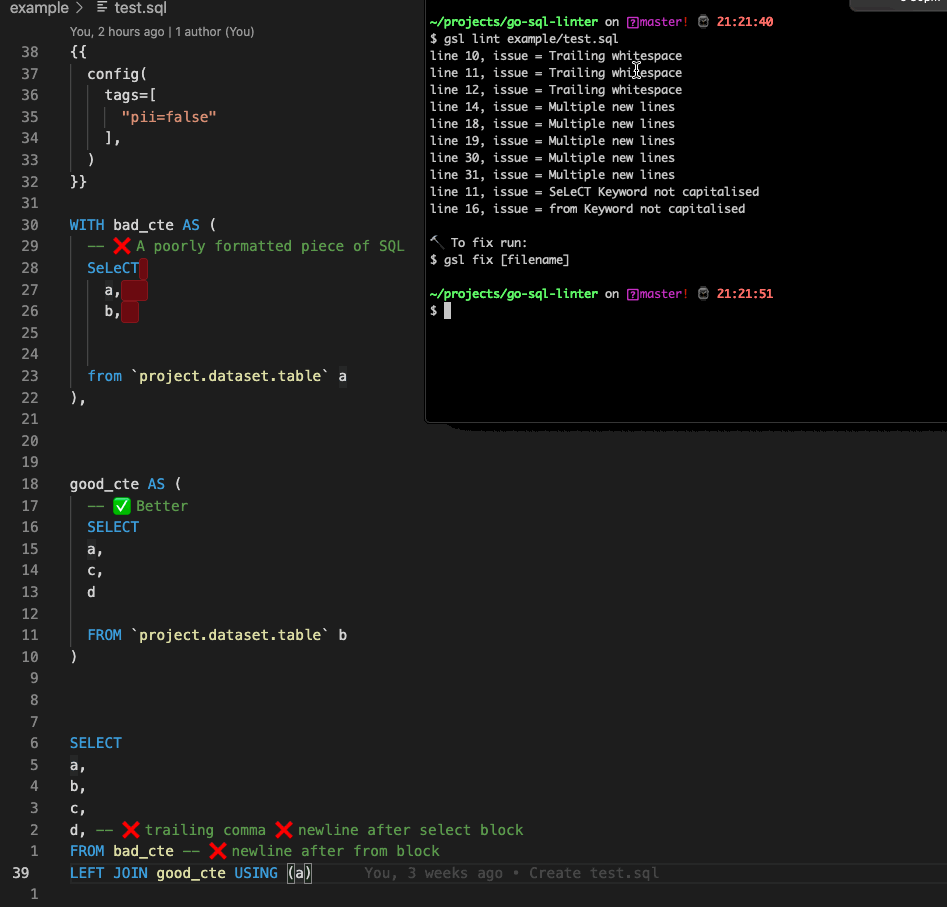 example > test.sql
You, 2 hours ago | 1 author (You)
38 {{
37 config(
36 tags=[
35 "pii=false"
34 ],
33 )
32 }}
31
30 WITH bad_cte AS (
29 -- ❌ A poorly formatted piece of SQL
28 SeLeCT
27 a,
26 b,
25
24
23 from `project.dataset.table` a
22 ),
21
20
19
18 good_cte AS (
17 -- ✅ Better
16 SELECT
15 a,
14 c,
13 d
12
11 FROM `project.dataset.table` b
10 )
9
8
7
6 SELECT
5 a,
4 b,
3 c,
2 d, -- ❌ trailing comma ❌ newline after select block
1 FROM bad_cte -- ❌ newline after from block
39 LEFT JOIN good_cte USING (a) You, 3 weeks ago • Create test.sql
1
~/projects/go-sql-linter on master! 21:21:40
$ gsl lint example/test.sql
line 10, issue = Trailing whitespace
line 11, issue = Trailing whitespace
line 12, issue = Trailing whitespace
line 14, issue = Multiple new lines
line 18, issue = Multiple new lines
line 19, issue = Multiple new lines
line 30, issue = Multiple new lines
line 31, issue = Multiple new lines
line 11, issue = SeLeCT Keyword not capitalised
line 16, issue = from Keyword not capitalised
🔨 To fix run:
$ gsl fix [filename]
~/projects/go-sql-linter on master! 21:21:51
$